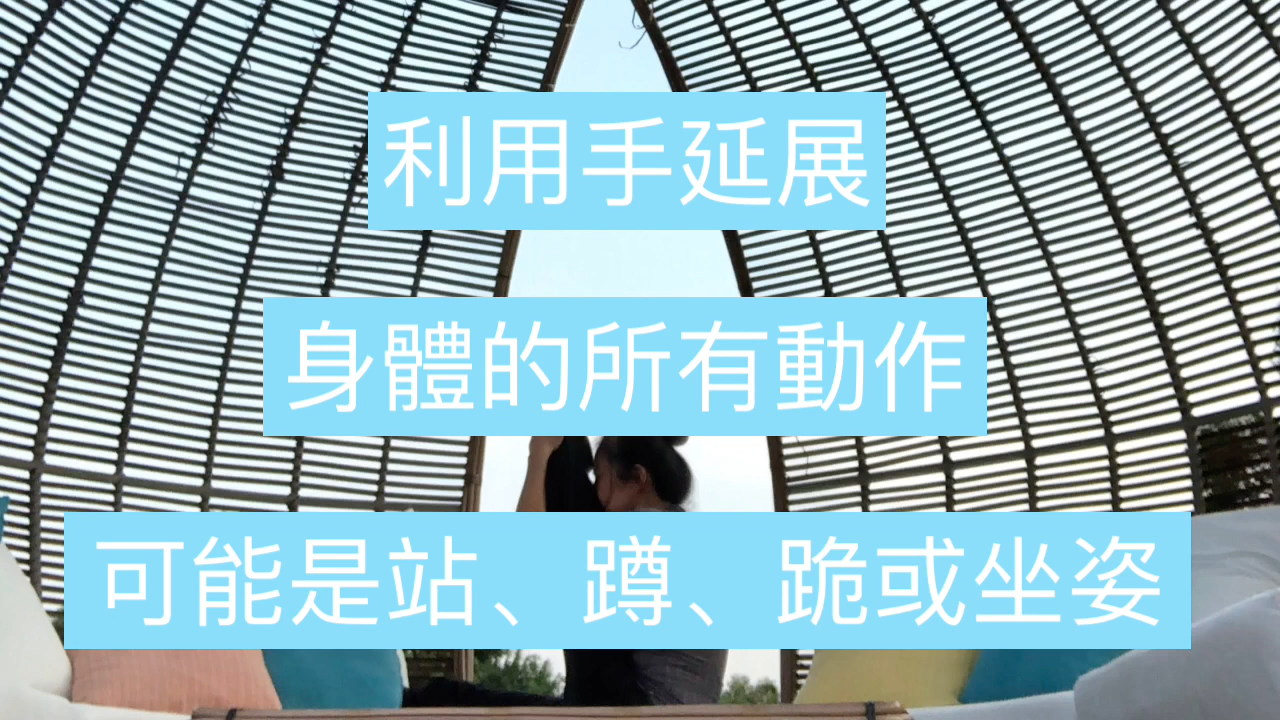 利用手延展
身體的所有動作
可能是站、蹲、跪或坐姿